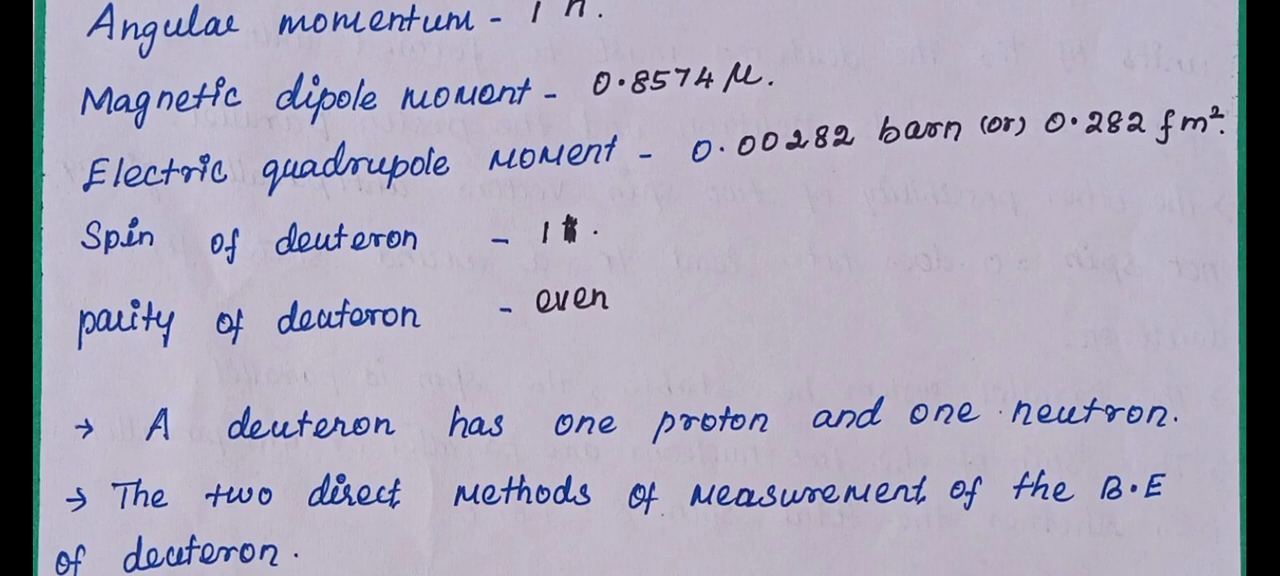 Angular momentum - 1 ħ.
Magnetic dipole moment - 0.8574 μ.
Electric quadrupole moment - 0.00282 barn (or) 0.282 fm².
Spin of deuteron - 1.
parity of deuteron - even
→ A deuteron has one proton and one neutron.
→ The two direct methods of measurement of the B.E
of deuteron.